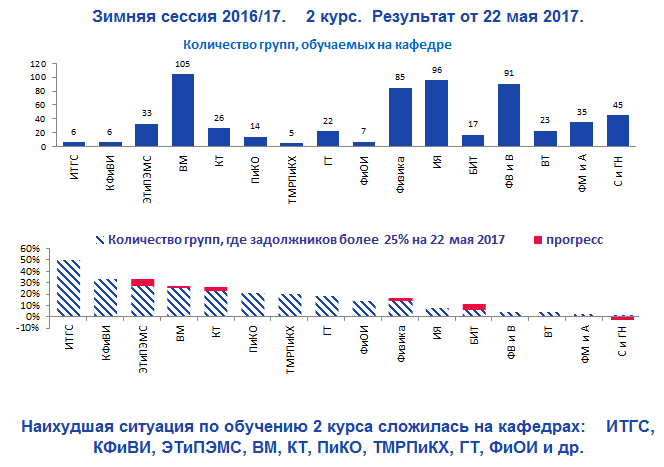 Зимняя сессия 2016/17. 2 курс. Результат от 22 мая 2017.
Количество групп, обучаемых на кафедре
120
100
80
60
40
20
0
6
6
33
105
26
14
5
22
7
85
96
17
91
23
35
45
ИТГС
КФиВИ
ЭТиПЭМС
ВМ
КТ
ПиКО
ТМРПиКХ
ГТ
ФиОИ
Физика
ИЯ
БИТ
ФВ и В
ВТ
ФМ и А
С и ГН
Количество групп, где задолжников более 25% на 22 мая 2017
прогресс
60%
50%
40%
30%
20%
10%
0%
-10%
ИТГС
КФиВИ
ЭТиПЭМС
ВМ
КТ
ПиКО
ТМРПиКХ
ГТ
ФиОИ
Физика
ИЯ
БИТ
ФВ и В
ВТ
ФМ и А
С и ГН
Наихудшая ситуация по обучению 2 курса сложилась на кафедрах: ИТГС,
КФиВИ, ЭТиПЭМС, ВМ, КТ, ПиКО, ТМРПиКХ, ГТ, ФиОИ и др.